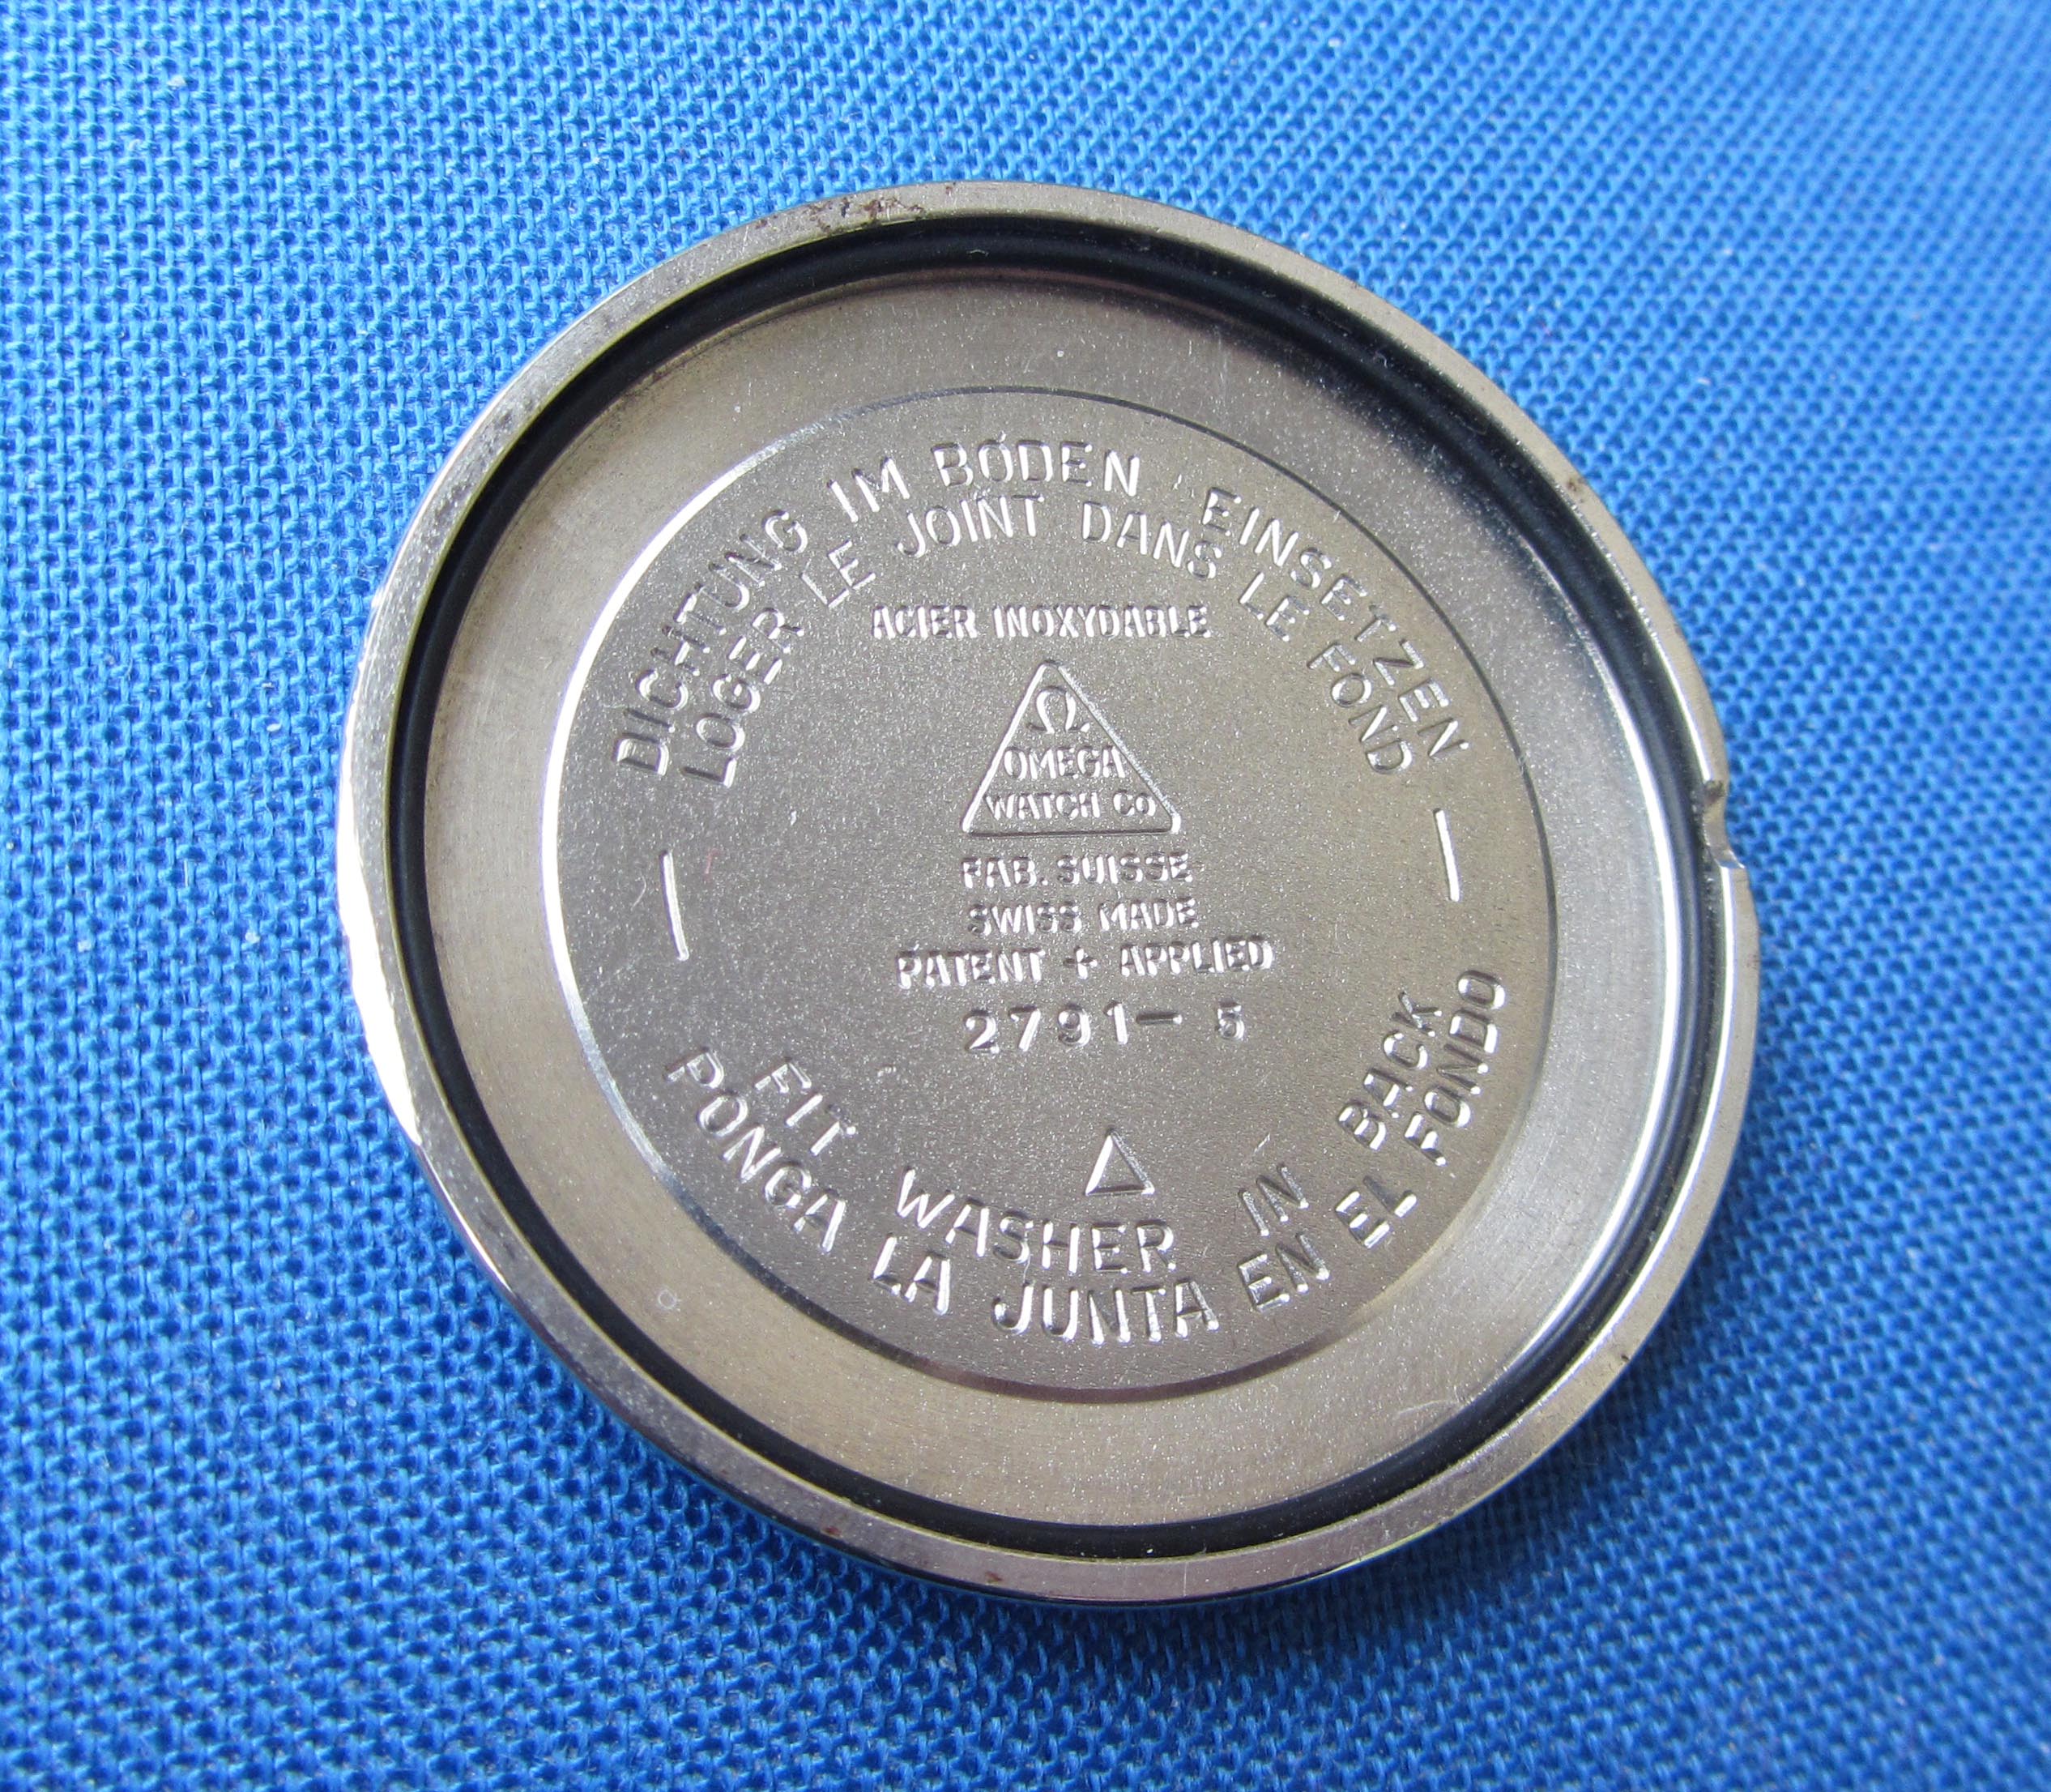 DICHTUNG IM BODEN EINSETZEN
LOGER LE JOINT DANS LE FOND
ACIER INOXYDABLE
Ω
OMEGA
WATCH CO
FAB. SUISSE
SWISS MADE
PATENT + APPLIED
2791- 5
FIT WASHER IN BACK
PONGA LA JUNTA EN EL FONDO